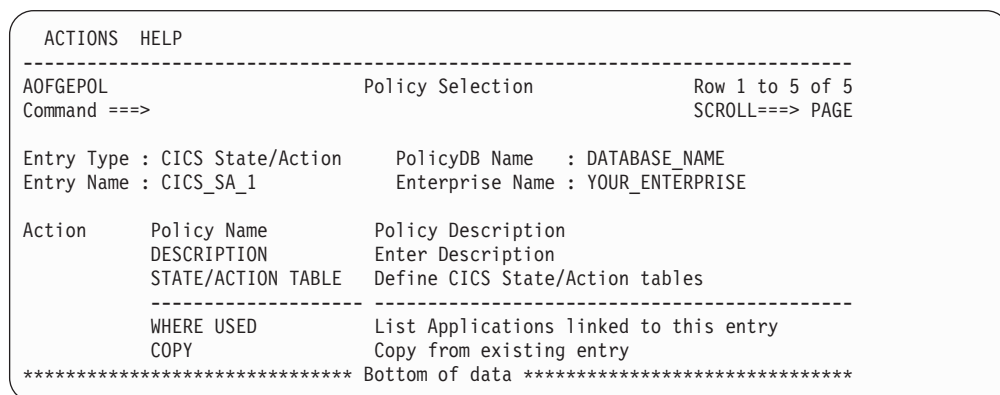 ACTIONS HELP
-------------------------------------------------------------------------------
AOFGEPOL Policy Selection Row 1 to 5 of 5
Command ===> SCROLL===> PAGE
Entry Type : CICS State/Action PolicyDB Name : DATABASE_NAME
Entry Name : CICS_SA_1 Enterprise Name : YOUR_ENTERPRISE
Action Policy Name Policy Description
DESCRIPTION Enter Description
STATE/ACTION TABLE Define CICS State/Action tables
-------------------- ---------------------------------------------
WHERE USED List Applications linked to this entry
COPY Copy from existing entry
******************************* Bottom of data *******************************